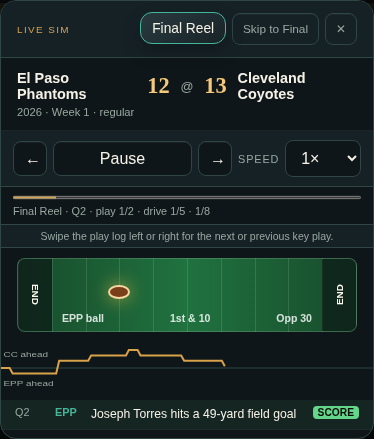 LIVE SIM
Final Reel
Skip to Final
×
El Paso Phantoms
12 @ 13
Cleveland Coyotes
2026 · Week 1 · regular
←
Pause
→
SPEED
1×
Final Reel · Q2 · play 1/2 · drive 1/5 · 1/8
Swipe the play log left or right for the next or previous key play.
END
END
EPP ball
1st & 10
Opp 30
CC ahead
EPP ahead
Q2 EPP Joseph Torres hits a 49-yard field goal SCORE